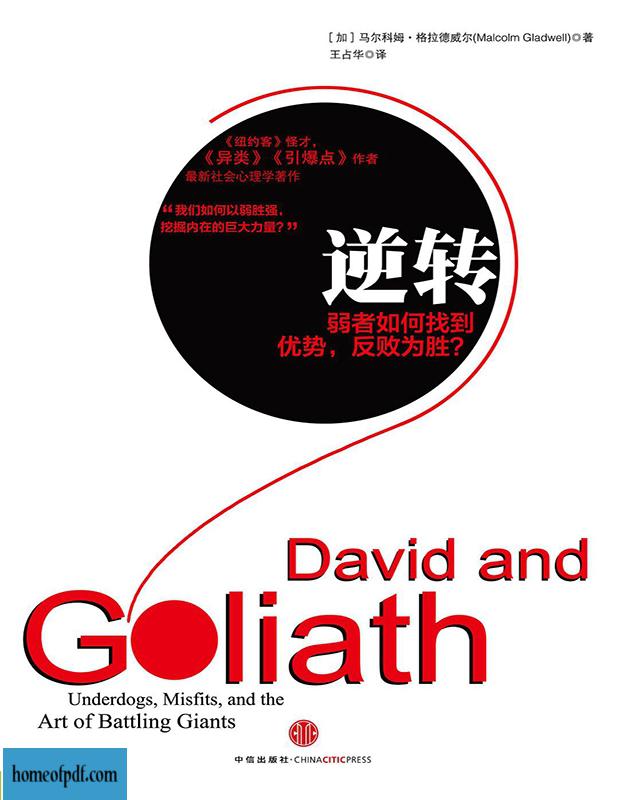 ［加］马尔科姆·格拉德威尔(Malcolm Gladwell)◎著
王占华◎译
《纽约客》怪才，
《异类》《引爆点》作者
最新社会心理学著作
“我们如何以弱胜强，
挖掘内在的巨大力量？”
逆转
弱者如何找到
优势，反败为胜？
David and
Goliath
Underdogs, Misfits, and the
Art of Battling Giants
CITIC
中信出版社·CHINACITICPRESS
homeofpdf.com